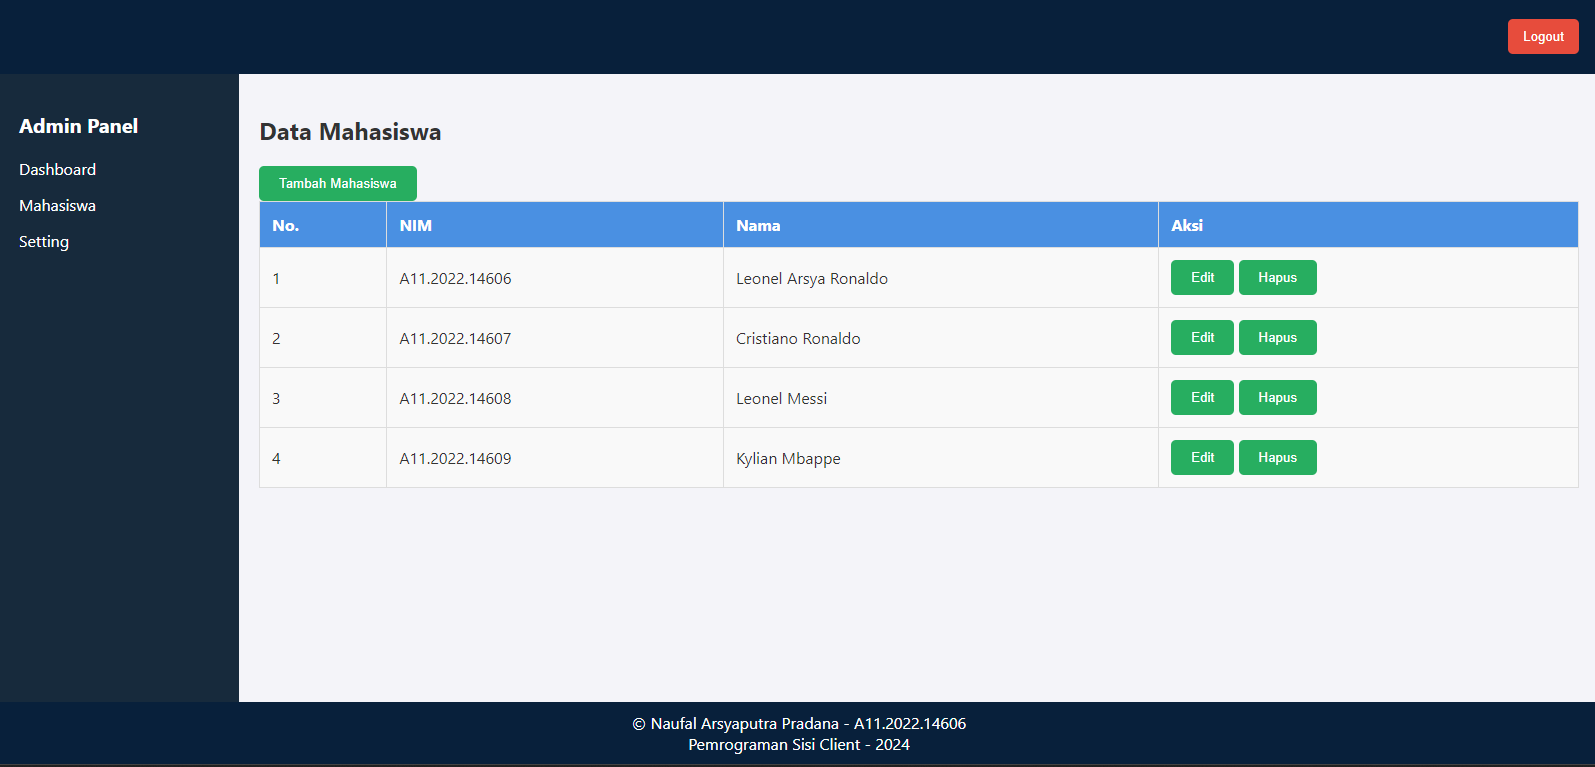 Logout
Admin Panel
Dashboard
Mahasiswa
Setting
Data Mahasiswa
Tambah Mahasiswa
No. NIM Nama Aksi
1 A11.2022.14606 Leonel Arsya Ronaldo Edit Hapus
2 A11.2022.14607 Cristiano Ronaldo Edit Hapus
3 A11.2022.14608 Leonel Messi Edit Hapus
4 A11.2022.14609 Kylian Mbappe Edit Hapus
© Naufal Arsyaputra Pradana - A11.2022.14606
Pemrograman Sisi Client - 2024